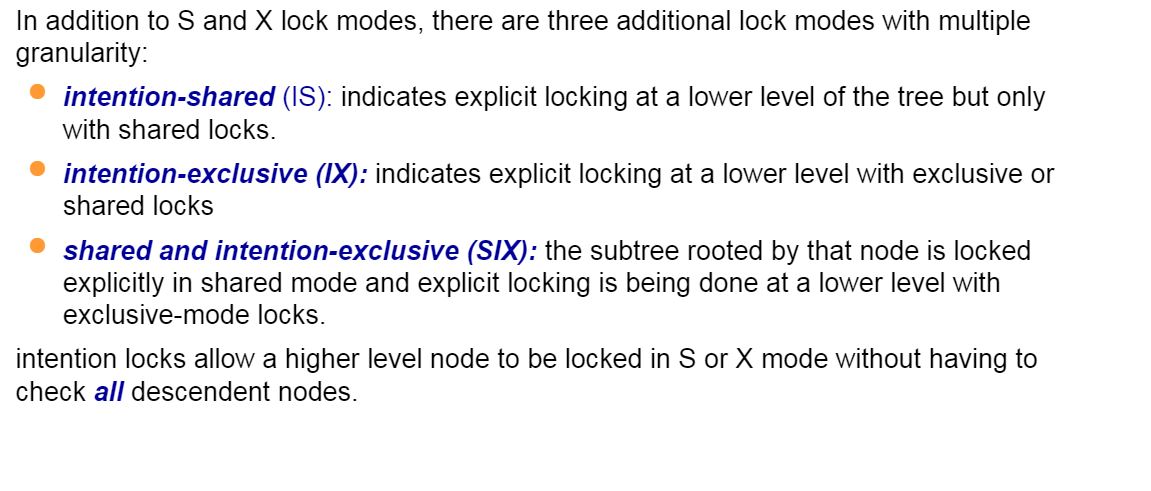 In addition to S and X lock modes, there are three additional lock modes with multiple
granularity:
intention-shared (IS): indicates explicit locking at a lower level of the tree but only
with shared locks.
intention-exclusive (IX): indicates explicit locking at a lower level with exclusive or
shared locks
shared and intention-exclusive (SIX): the subtree rooted by that node is locked
explicitly in shared mode and explicit locking is being done at a lower level with
exclusive-mode locks.
intention locks allow a higher level node to be locked in S or X mode without having to
check all descendent nodes.